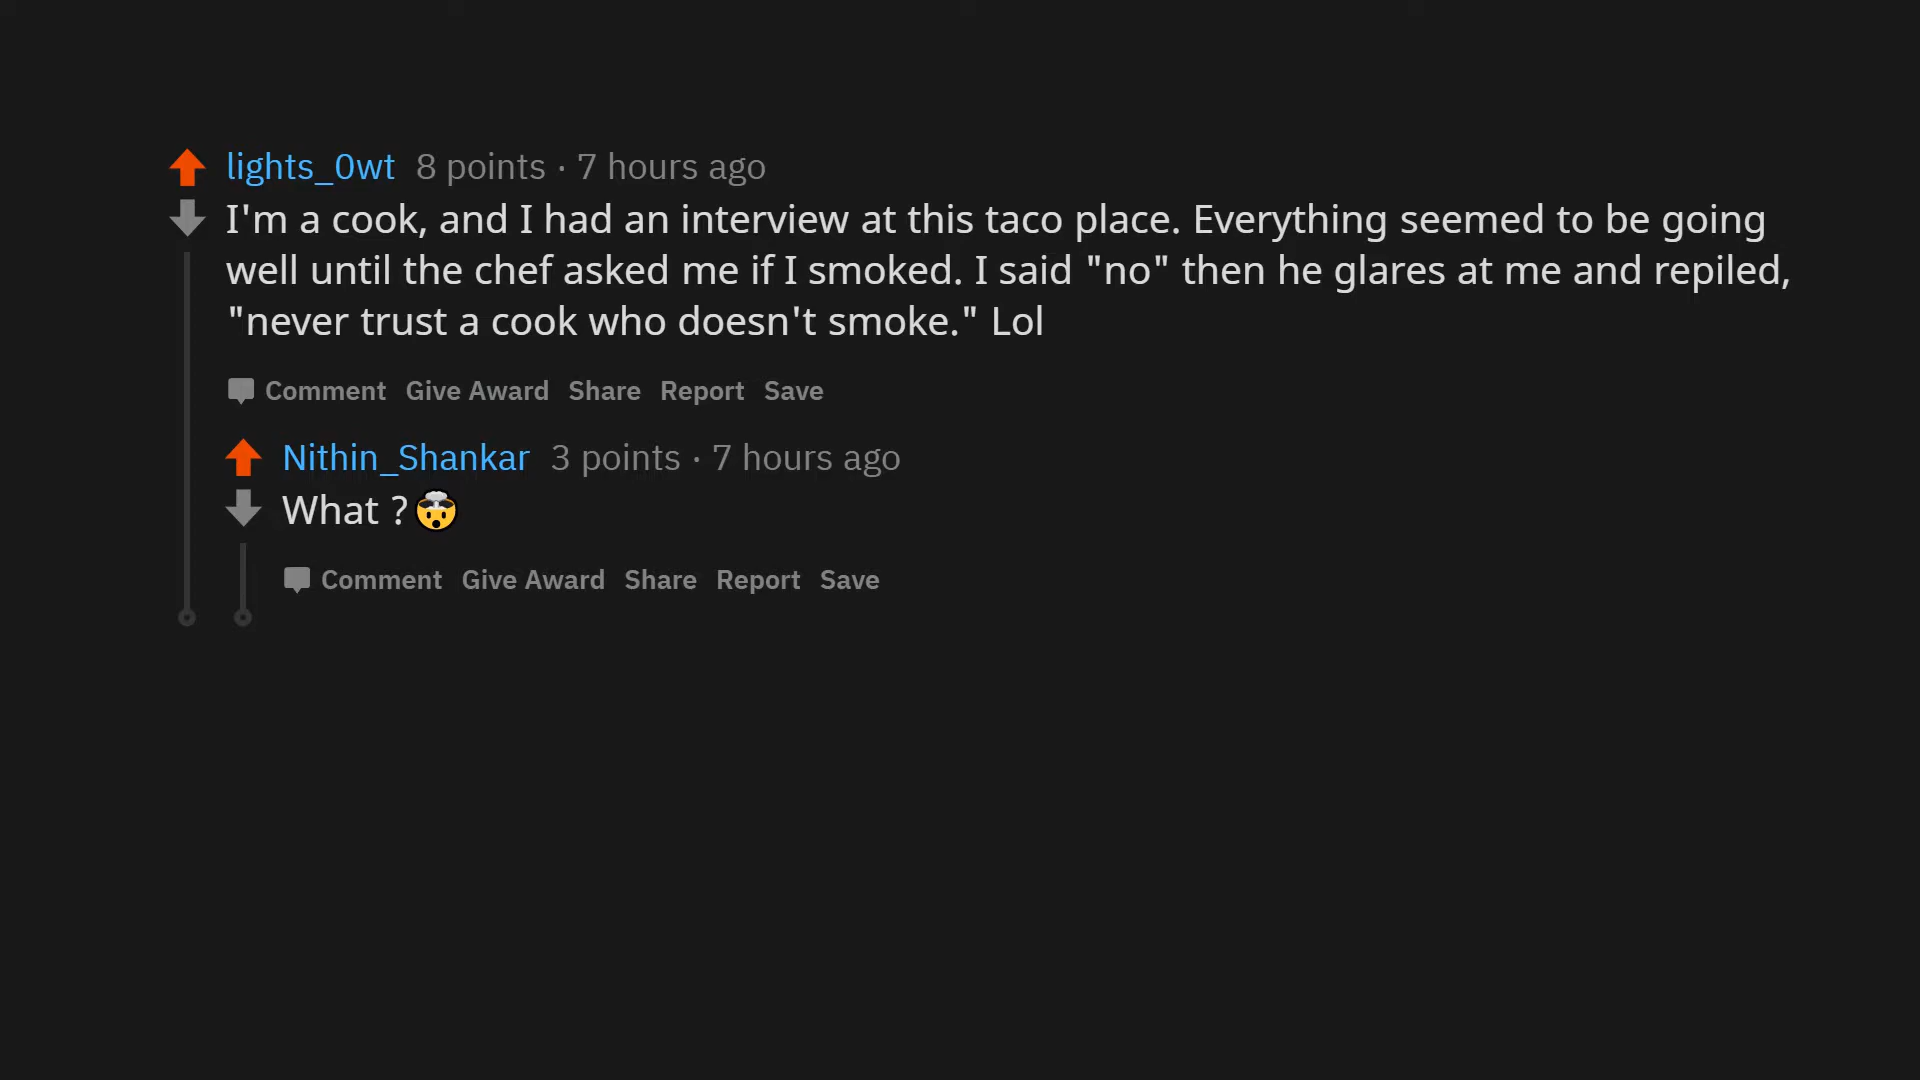 lights_0wt 8 points · 7 hours ago
I'm a cook, and I had an interview at this taco place. Everything seemed to be going
well until the chef asked me if I smoked. I said "no" then he glares at me and repiled,
"never trust a cook who doesn't smoke." Lol
Comment Give Award Share Report Save
Nithin_Shankar 3 points · 7 hours ago
What ?🤯
Comment Give Award Share Report Save